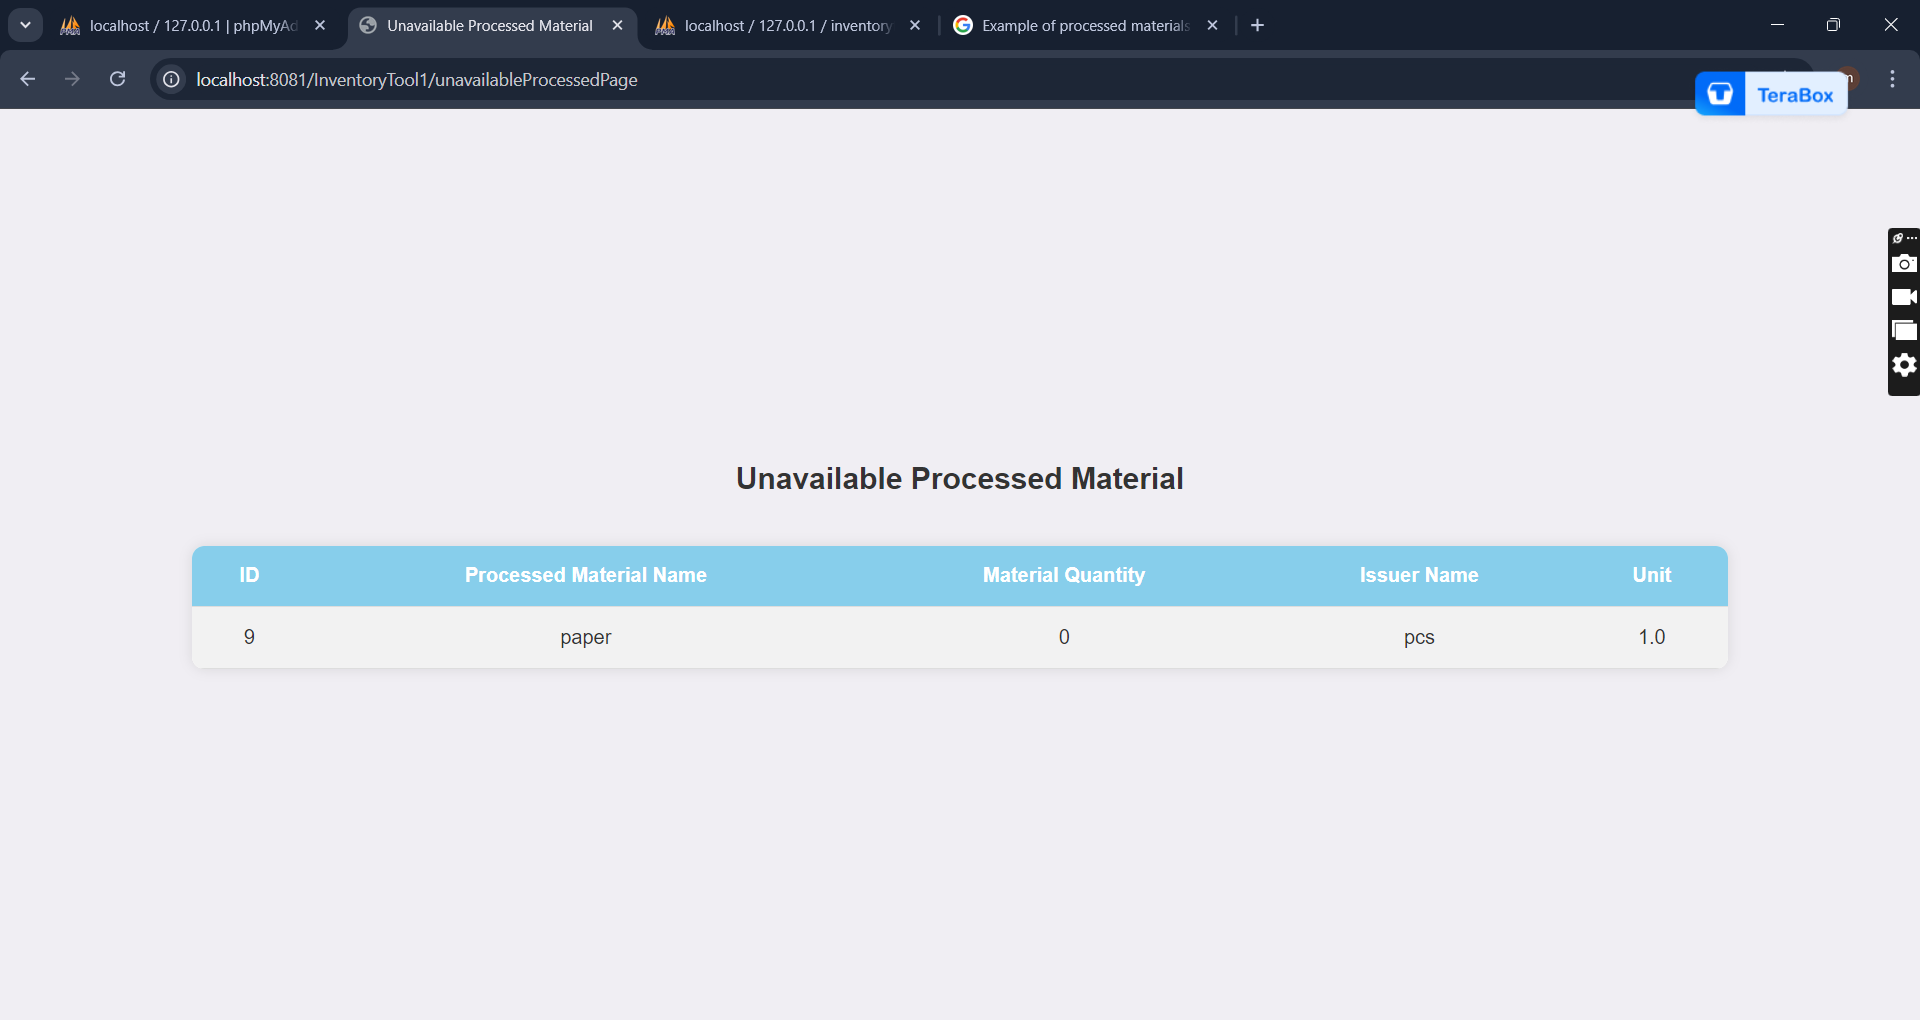 localhost / 127.0.0.1 | phpMyAd
Unavailable Processed Material
localhost / 127.0.0.1 / inventory
Example of processed materials
localhost:8081/InventoryTool1/unavailableProcessedPage
TeraBox
Unavailable Processed Material
ID Processed Material Name Material Quantity Issuer Name Unit
9 paper 0 pcs 1.0